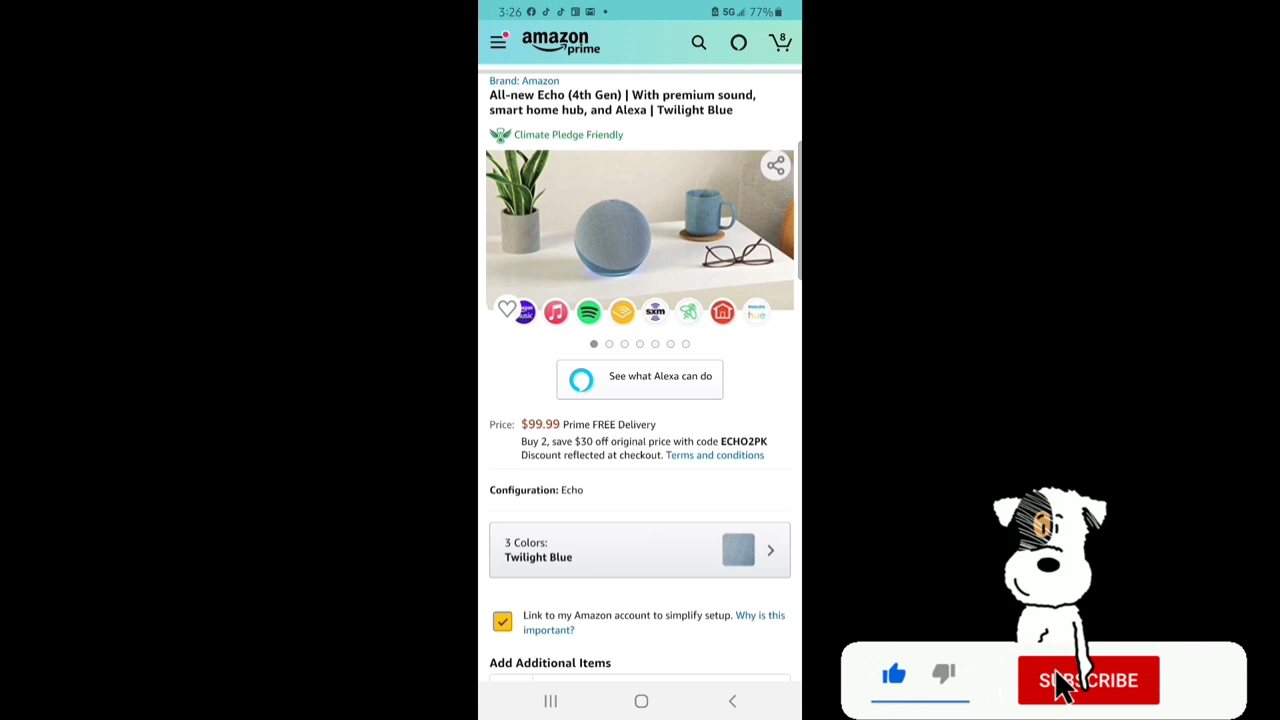 3:26
5G 77%
amazon
prime
8
Brand: Amazon
All-new Echo (4th Gen) | With premium sound,
smart home hub, and Alexa | Twilight Blue
Climate Pledge Friendly
music
sxm
PHILIPS
hue
See what Alexa can do
Price: $99.99 Prime FREE Delivery
Buy 2, save $30 off original price with code ECHO2PK
Discount reflected at checkout. Terms and conditions
Configuration: Echo
3 Colors:
Twilight Blue
Link to my Amazon account to simplify setup. Why is this
important?
Add Additional Items
SUBSCRIBE